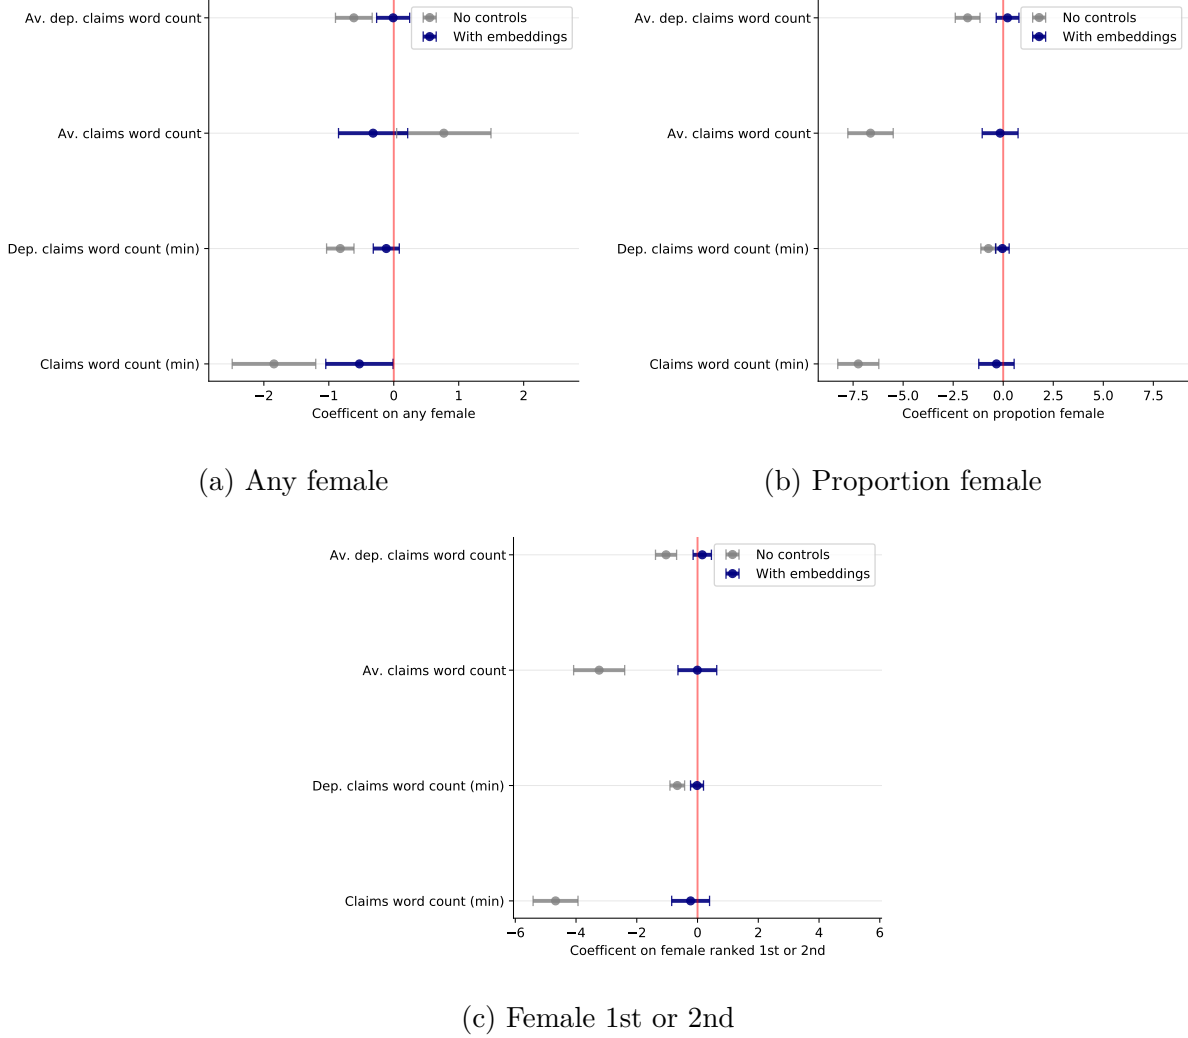 Av. dep. claims word count
Av. claims word count
Dep. claims word count (min)
Claims word count (min)
No controls
With embeddings
−2 −1 0 1 2
Coefficent on any female
(a) Any female
Av. dep. claims word count
Av. claims word count
Dep. claims word count (min)
Claims word count (min)
No controls
With embeddings
−7.5 −5.0 −2.5 0.0 2.5 5.0 7.5
Coefficent on propotion female
(b) Proportion female
Av. dep. claims word count
Av. claims word count
Dep. claims word count (min)
Claims word count (min)
No controls
With embeddings
−6 −4 −2 0 2 4 6
Coefficent on female ranked 1st or 2nd
(c) Female 1st or 2nd